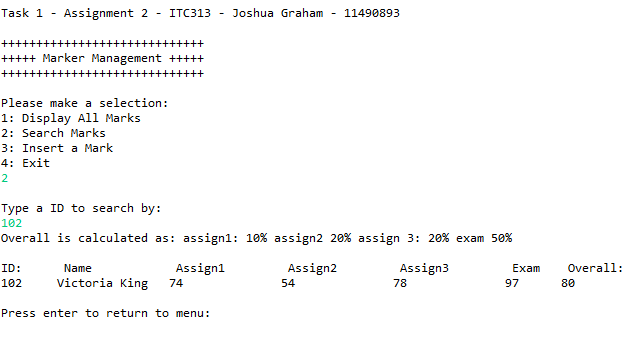 Task 1 - Assignment 2 - ITC313 - Joshua Graham - 11490893
+++++++++++++++++++++++++++++
+++++ Marker Management +++++
+++++++++++++++++++++++++++++
Please make a selection:
1: Display All Marks
2: Search Marks
3: Insert a Mark
4: Exit
2
Type a ID to search by:
102
Overall is calculated as: assign1: 10% assign2 20% assign 3: 20% exam 50%
ID: Name Assign1 Assign2 Assign3 Exam Overall:
102 Victoria King 74 54 78 97 80
Press enter to return to menu: